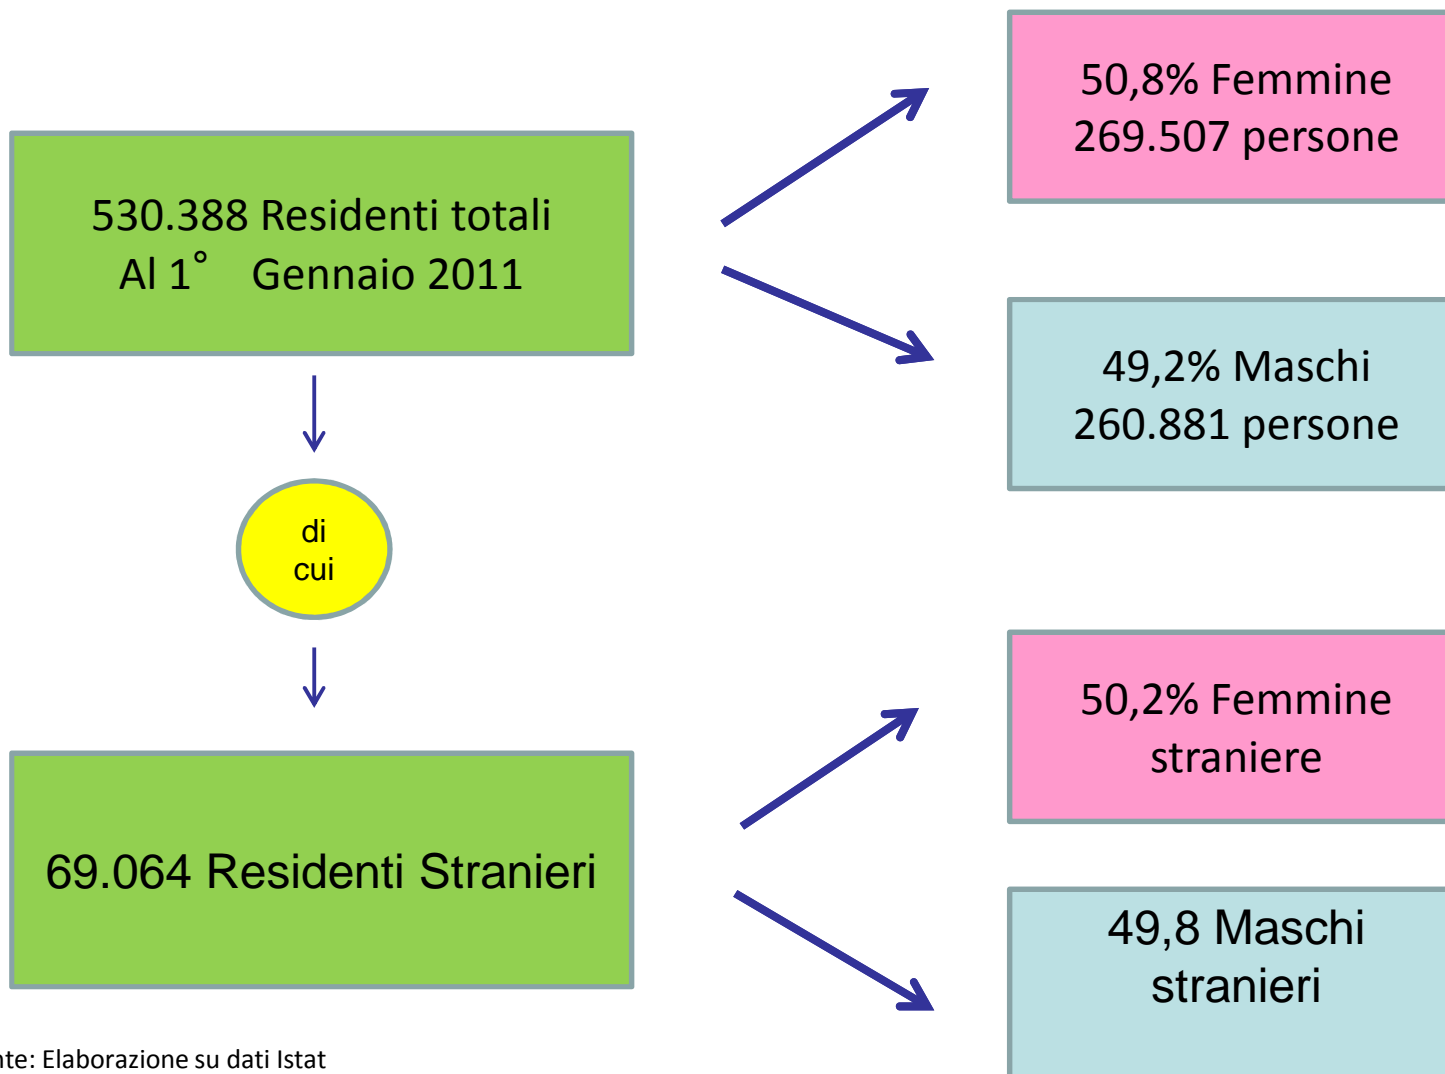 50,8% Femmine
269.507 persone
530.388 Residenti totali
Al 1° Gennaio 2011
49,2% Maschi
260.881 persone
di
cui
50,2% Femmine
straniere
69.064 Residenti Stranieri
49,8 Maschi
stranieri
nte: Elaborazione su dati Istat